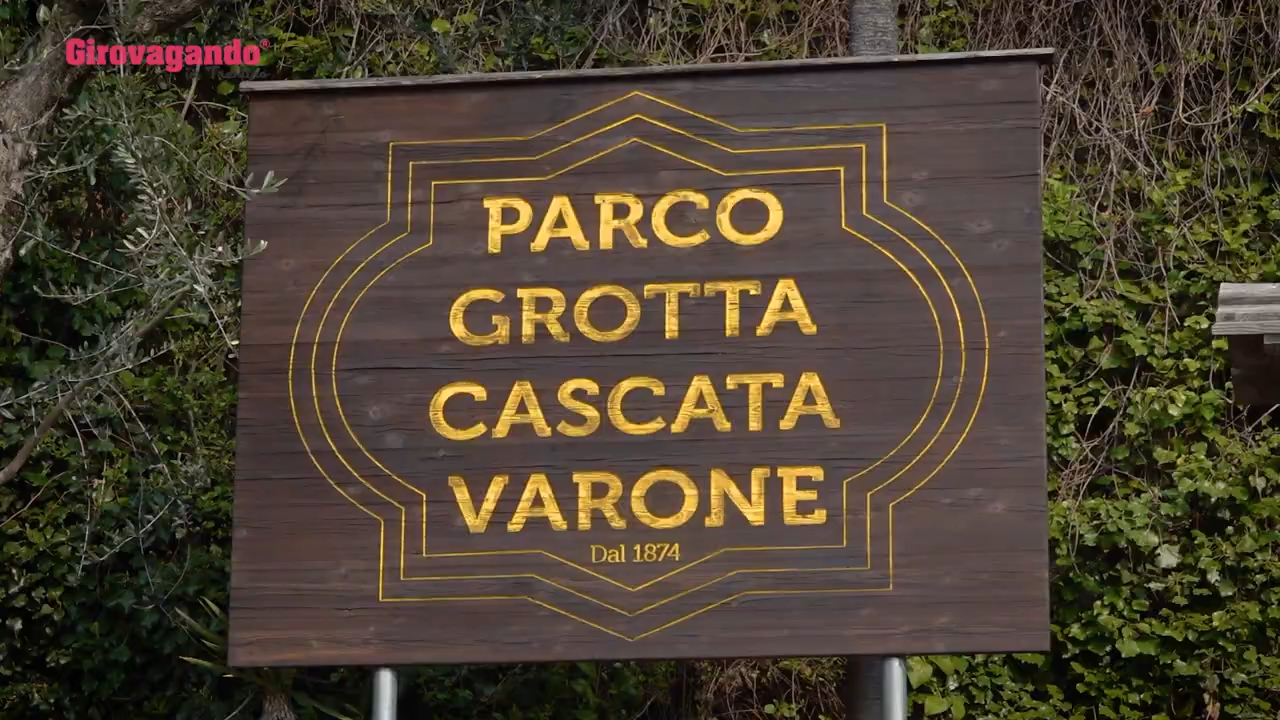 Girovagando®
PARCO
GROTTA
CASCATA
VARONE
Dal 1874